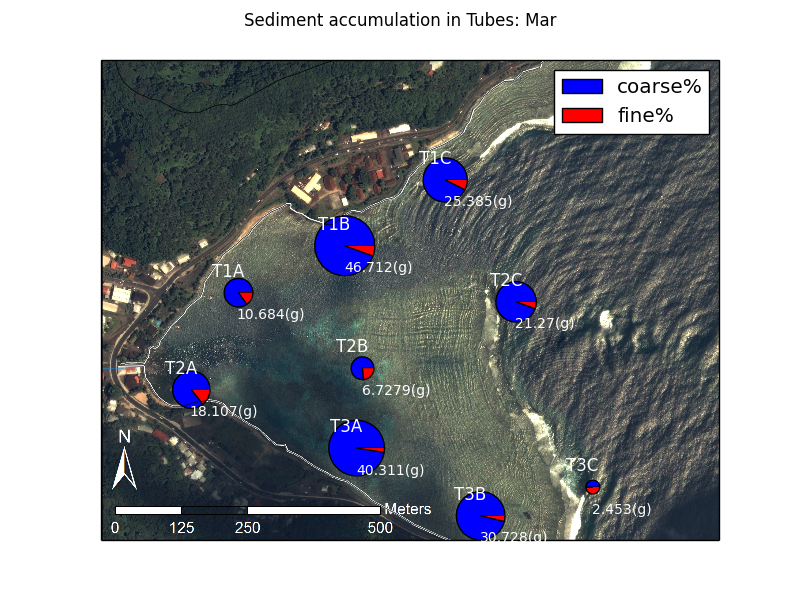 Sediment accumulation in Tubes: Mar
coarse%
fine%
T1C
25.385(g)
T1B
46.712(g)
T1A
10.684(g)
T2C
21.27(g)
T2B
6.7279(g)
T2A
18.107(g)
T3A
40.311(g)
T3C
2.453(g)
T3B
30.728(g)
N
Meters
0 125 250 500